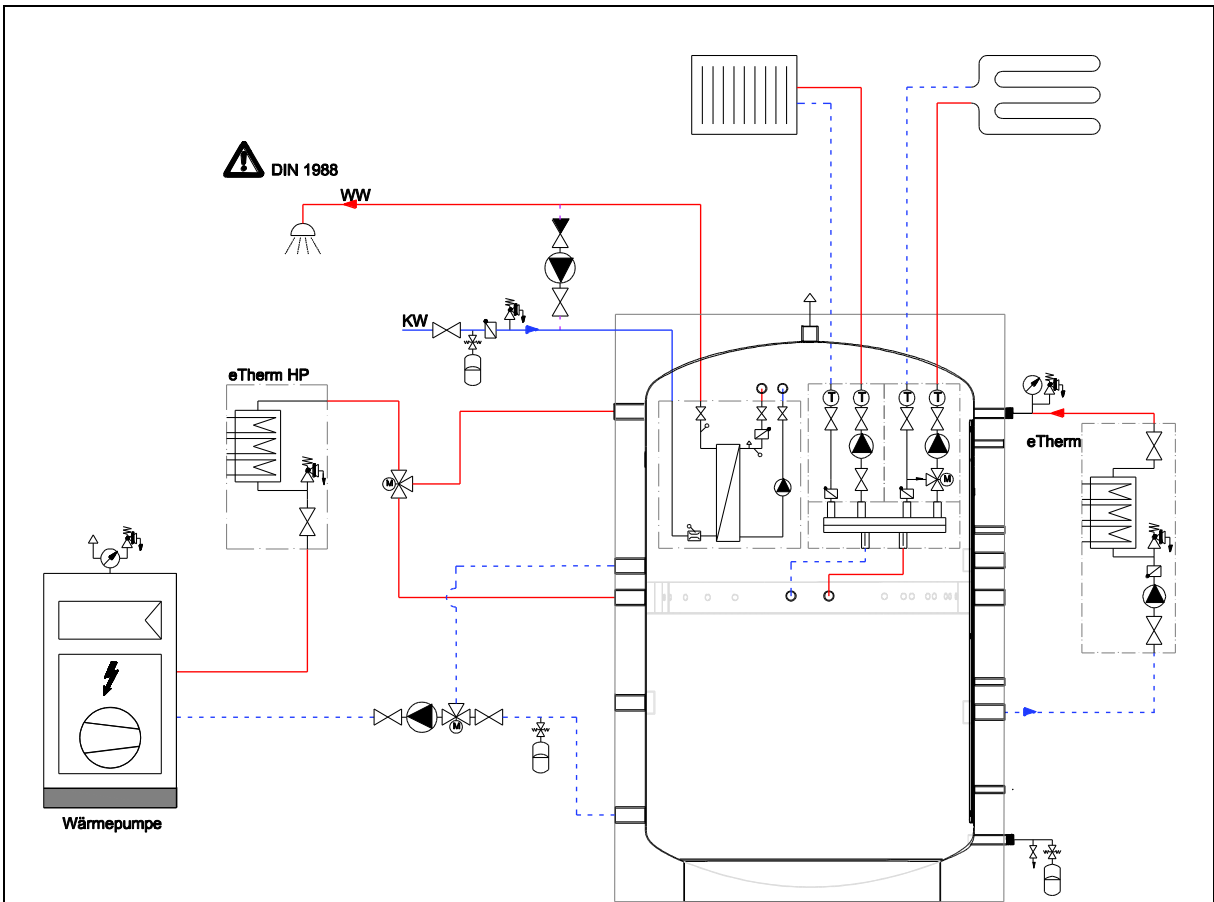 DIN 1988
WW
KW
eTherm HP
T T T T
eTherm
M
M
M
Wärmepumpe